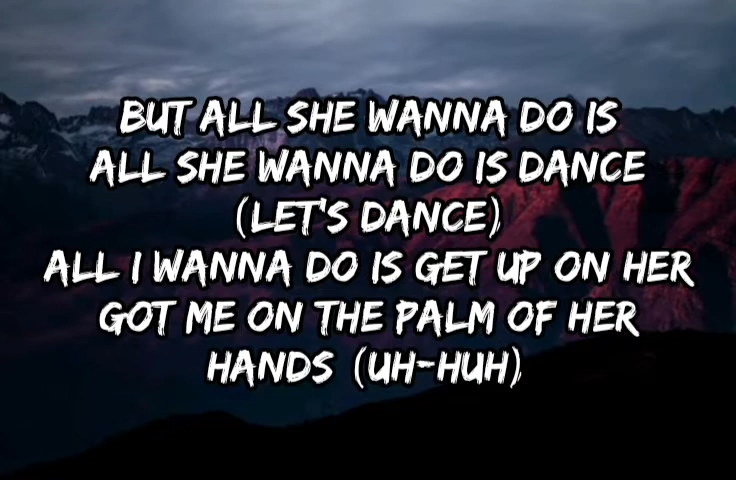 BUT ALL SHE WANNA DO IS
ALL SHE WANNA DO IS DANCE
(LET'S DANCE)
ALL I WANNA DO IS GET UP ON HER
GOT ME ON THE PALM OF HER
HANDS (UH-HUH)